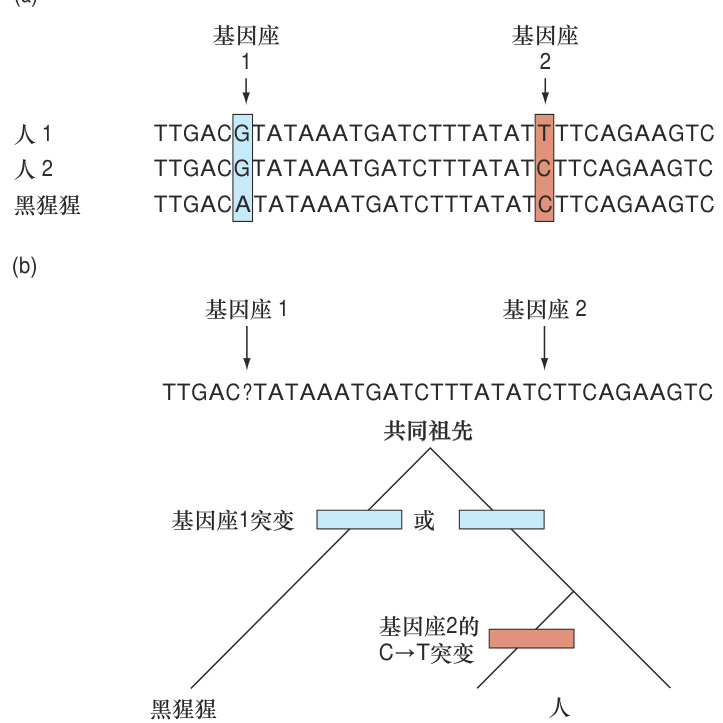 (a)
基因座 基因座
1 2
人 1 TTGACGTATAAATGATCTTTATATTTTCAGAAGTC
人 2 TTGACGTATAAATGATCTTTATATCTTCAGAAGTC
黑猩猩 TTGACATATAAATGATCTTTATATCTTCAGAAGTC
(b)
基因座 1 基因座 2
TTGAC?TATAAATGATCTTTATATCTTCAGAAGTC
共同祖先
基因座1突变 或
基因座2的
C→T突变
黑猩猩 人